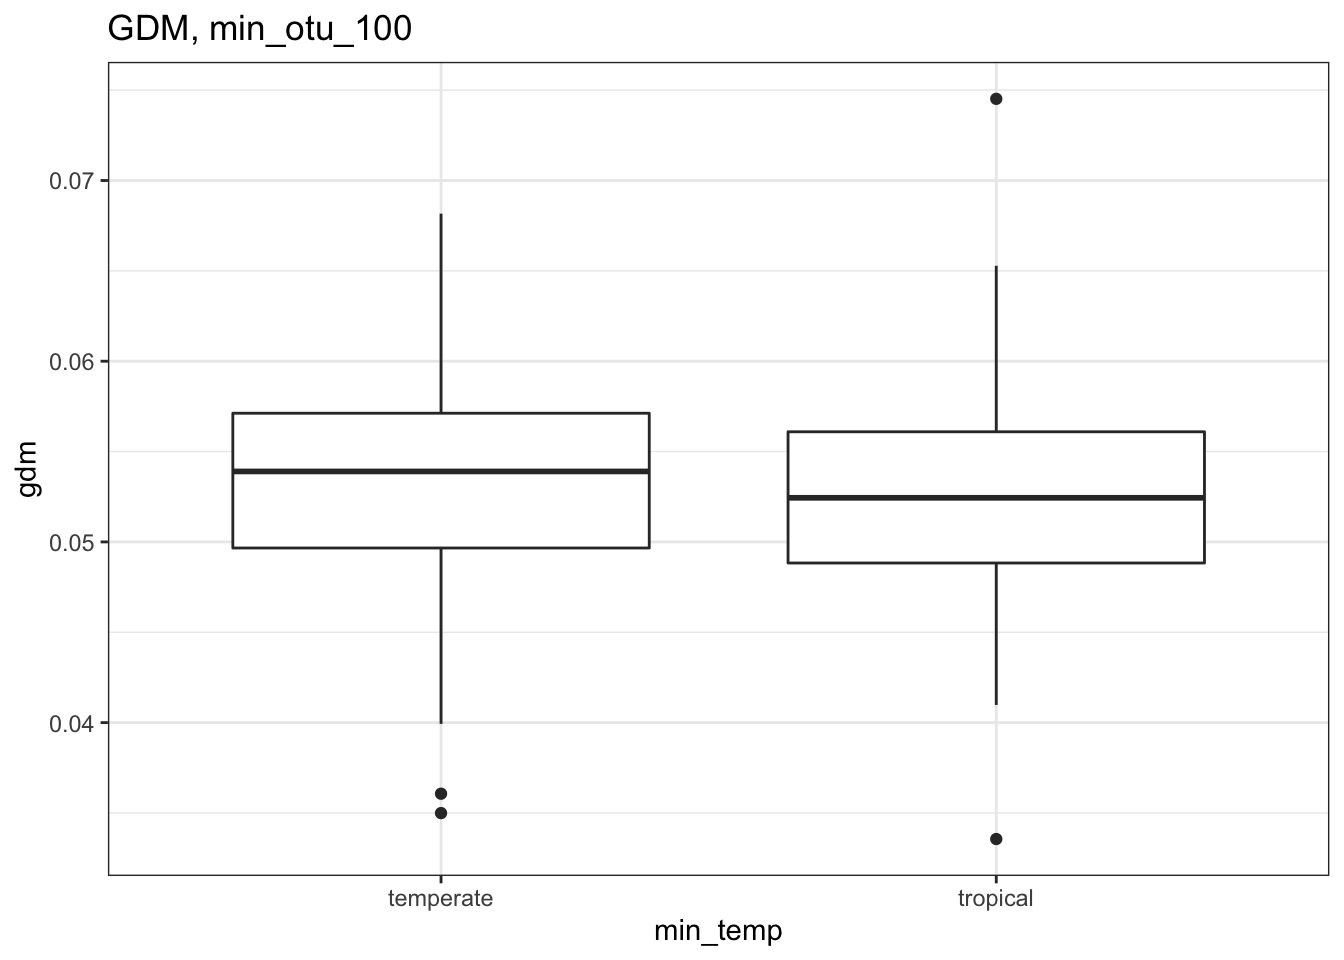 GDM, min_otu_100
0.07
0.06
0.05
0.04
gdm
temperate tropical
min_temp